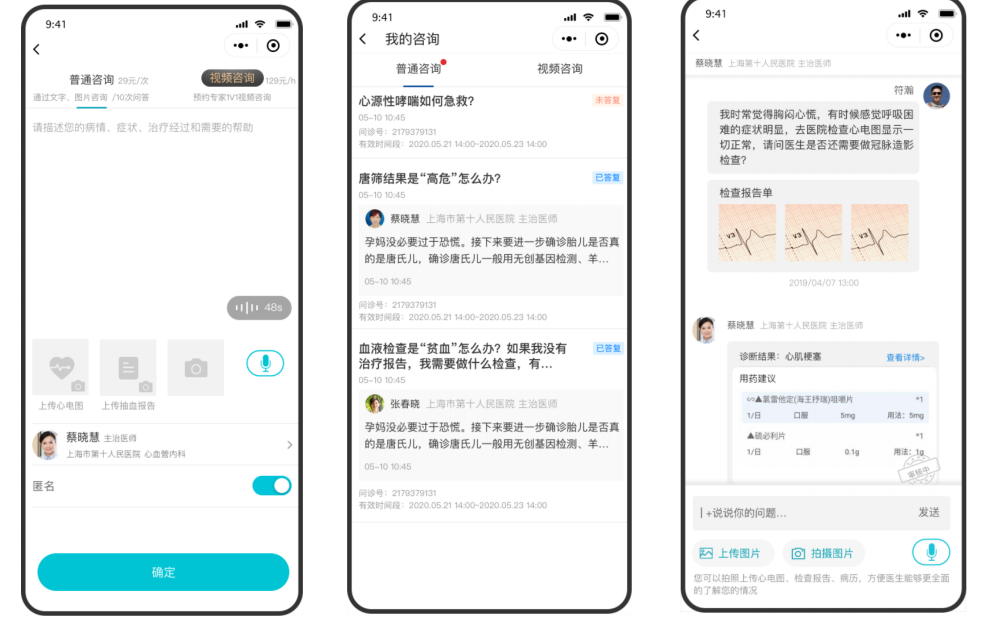 9:41
普通咨询 29元/次
视频咨询 129元/h
通过文字、图片咨询 /10次问答
预约专家1V1视频咨询
请描述您的病情、症状、治疗经过和需要的帮助
48s
上传心电图
上传抽血报告
蔡晓慧 主治医师
上海市第十人民医院 心血管内科
匿名
确定
9:41
我的咨询
普通咨询
视频咨询
心源性哮喘如何急救?
未答复
05-10 10:45
问诊号: 2179379131
有效时间段: 2020.05.21 14:00~2020.05.23 14:00
唐筛结果是“高危”怎么办?
已答复
05-10 10:45
蔡晓慧 上海市第十人民医院 主治医师
孕妈没必要过于恐慌。接下来要进一步确诊胎儿是否真
的是唐氏儿，确诊唐氏儿一般用无创基因检测、羊...
05-10 10:45
问诊号: 2179379131
有效时间段: 2020.05.21 14:00~2020.05.23 14:00
血液检查是“贫血”怎么办? 如果我没有
已答复
治疗报告，我需要做什么检查，有...
05-10 10:45
张春晓 上海市第十人民医院 主治医师
孕妈没必要过于恐慌。接下来要进一步确诊胎儿是否真
的是唐氏儿，确诊唐氏儿一般用无创基因检测、羊...
05-10 10:45
问诊号: 2179379131
有效时间段: 2020.05.21 14:00~2020.05.23 14:00
9:41
蔡晓慧 上海第十人民医院 主治医师
符瀚
我时常觉得胸闷心慌，有时候感觉呼吸困
难的症状明显，去医院检查心电图显示一
切正常，请问医生是否还需要做冠脉造影
检查?
检查报告单
V3
V3
V3
2019/04/07 13:00
蔡晓慧 上海第十人民医院 主治医师
诊断结果: 心肌梗塞
查看详情>
用药建议
▲氯雷他定(海王抒瑞)咀嚼片 *1
1/日 口服 5mg 用法: 5mg
▲硫必利片 *1
1/日 口服 0.1g 用法: 1g
审核中
+说说你的问题...
发送
上传图片
拍摄图片
您可以拍照上传心电图、检查报告、病历，方便医生能够更全面
的了解您的情况